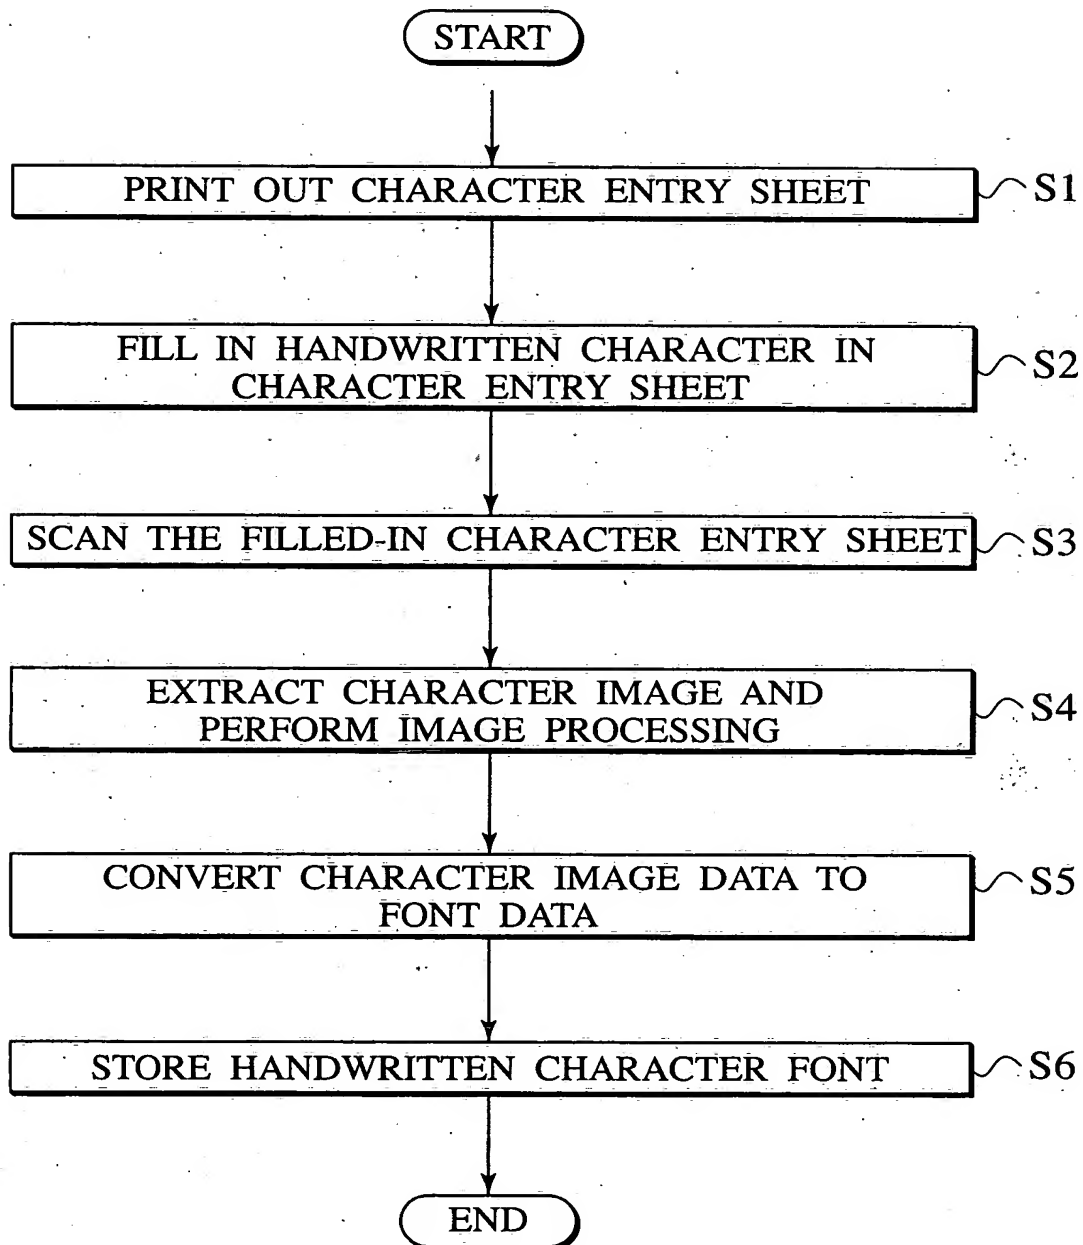 START
PRINT OUT CHARACTER ENTRY SHEET S1
FILL IN HANDWRITTEN CHARACTER IN
CHARACTER ENTRY SHEET S2
SCAN THE FILLED-IN CHARACTER ENTRY SHEET S3
EXTRACT CHARACTER IMAGE AND
PERFORM IMAGE PROCESSING S4
CONVERT CHARACTER IMAGE DATA TO
FONT DATA S5
STORE HANDWRITTEN CHARACTER FONT S6
END